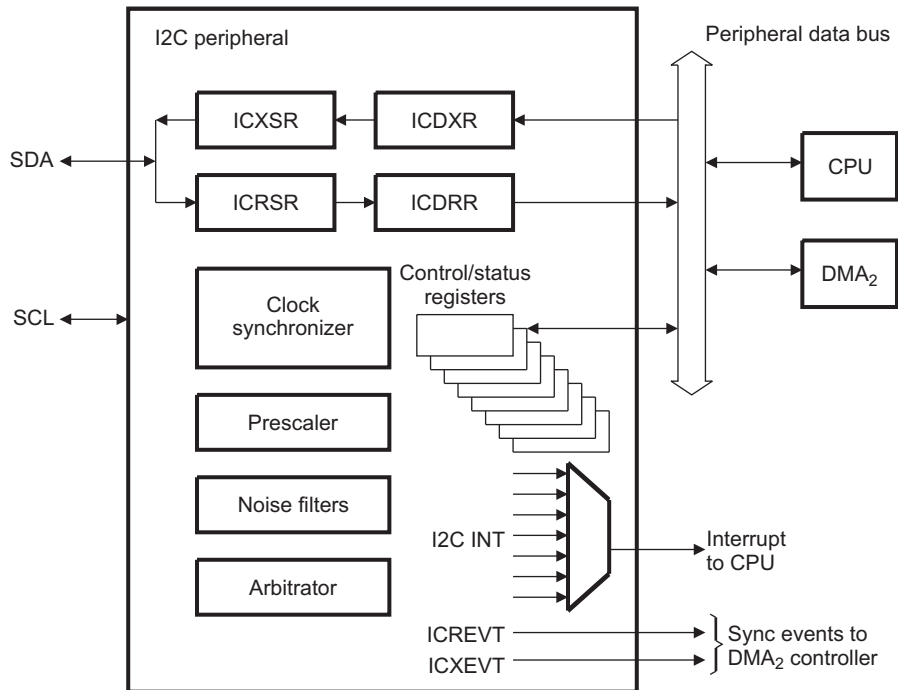 I2C peripheral
Peripheral data bus
ICXSR
ICDXR
SDA
CPU
ICRSR
ICDRR
Control/status
registers
DMA₂
Clock
synchronizer
SCL
Prescaler
Noise filters
I2C INT
Interrupt
to CPU
Arbitrator
ICREVT
ICXEVT
Sync events to
DMA₂ controller